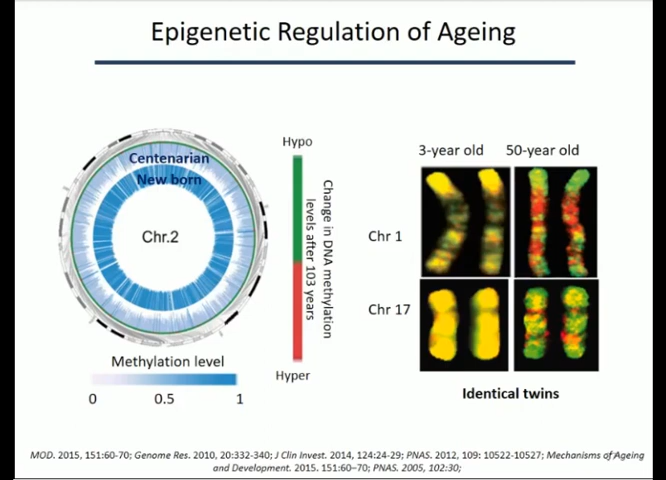 Epigenetic Regulation of Ageing
Centenarian
New born
Chr.2
Methylation level
0 0.5 1
Hypo
Change in DNA methylation
levels after 103 years
Hyper
3-year old 50-year old
Chr 1
Chr 17
Identical twins
MOD. 2015, 151:60-70; Genome Res. 2010, 20:332-340; J Clin Invest. 2014, 124:24-29; PNAS. 2012, 109: 10522-10527; Mechanisms of Ageing
and Development. 2015. 151:60–70; PNAS. 2005, 102:30;